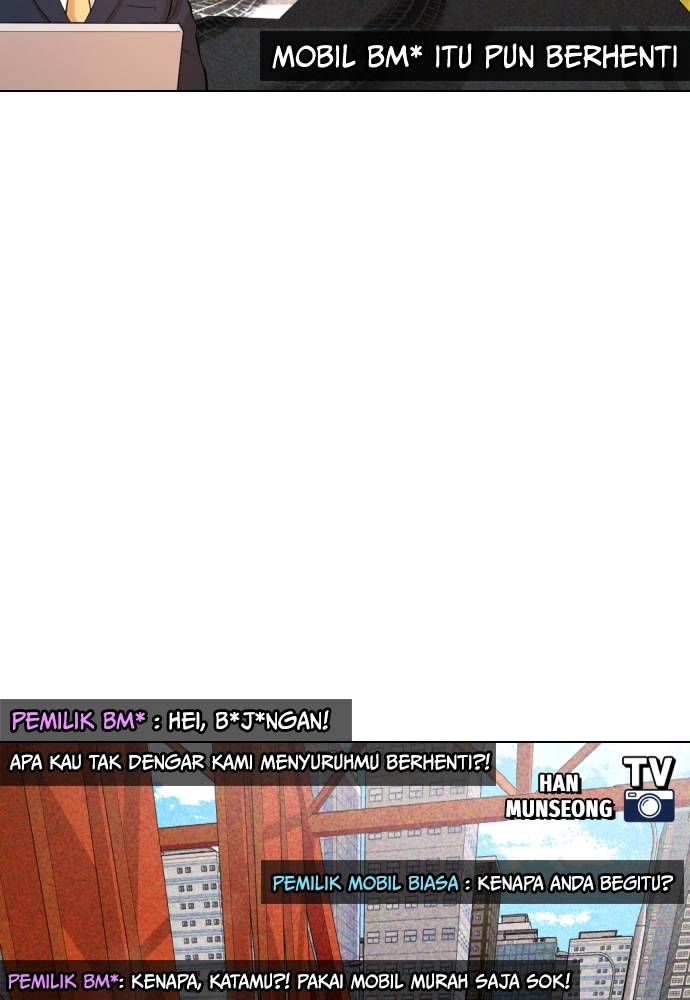 MOBIL BM* ITU PUN BERHENTI
PEMILIK BM* : HEI, B*J*NGAN!
APA KAU TAK DENGAR KAMI MENYURUHMU BERHENTI?!
HAN MUNSEONG TV
PEMILIK MOBIL BIASA : KENAPA ANDA BEGITU?
PEMILIK BM*: KENAPA, KATAMU?! PAKAI MOBIL MURAH SAJA SOK!